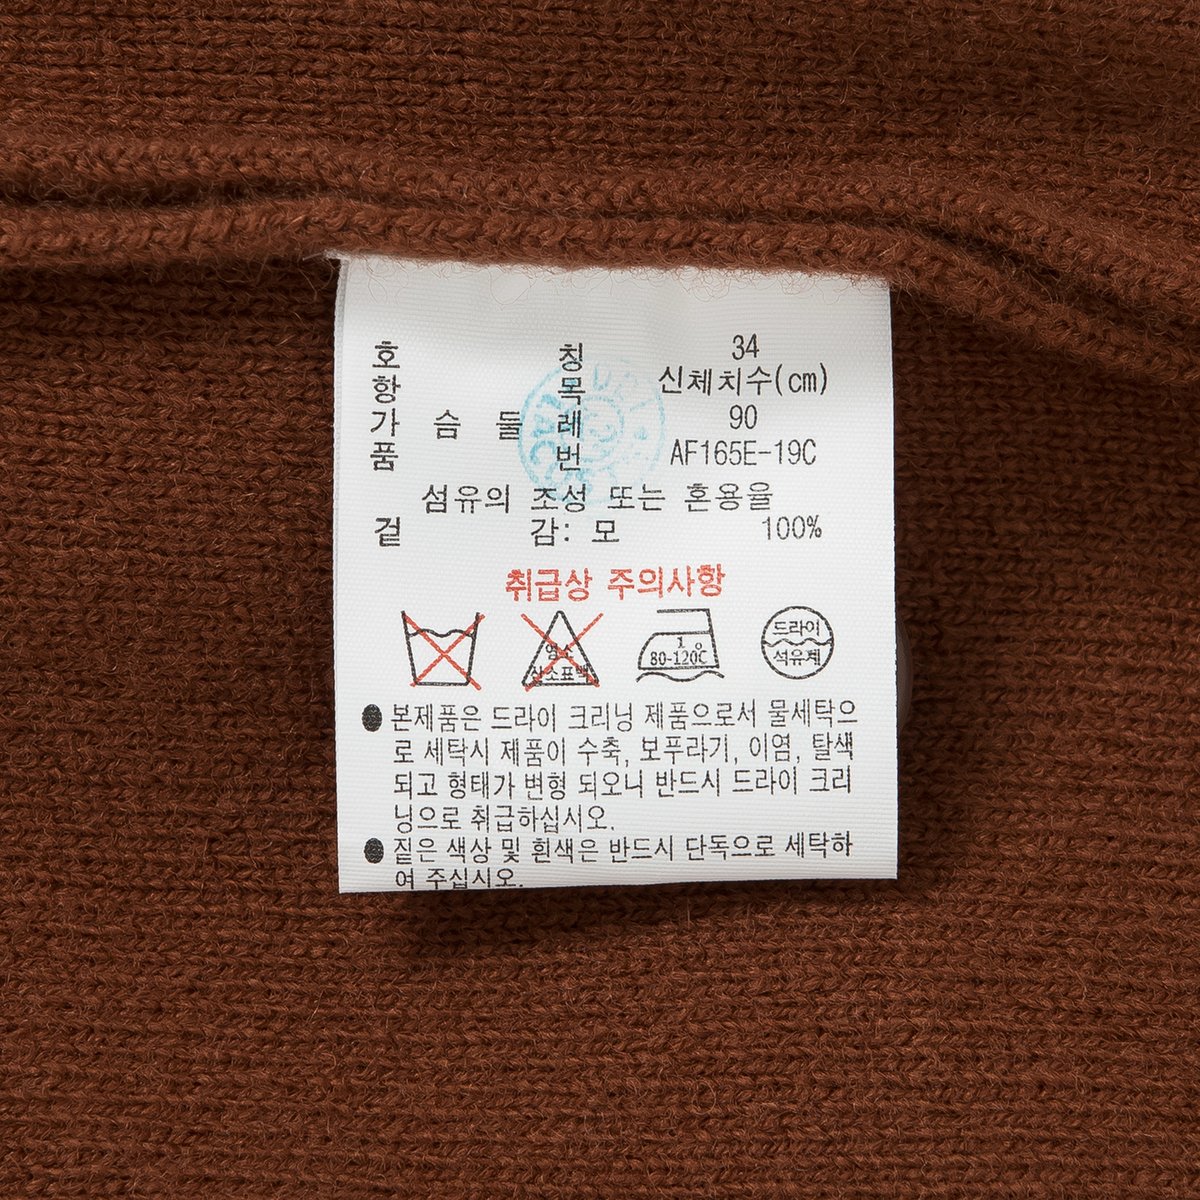 호 칭 34
항 목 신체치수(cm)
가 슴 둘 레 90
품 번 AF165E-19C
섬유의 조성 또는 혼용율
겉 감: 모 100%
취급상 주의사항
염소
산소표백
1
80-120℃
드라이
석유계
● 본제품은 드라이 크리닝 제품으로서 물세탁으
로 세탁시 제품이 수축, 보푸라기, 이염, 탈색
되고 형태가 변형 되오니 반드시 드라이 크리
닝으로 취급하십시오.
● 짙은 색상 및 흰색은 반드시 단독으로 세탁하
여 주십시오.